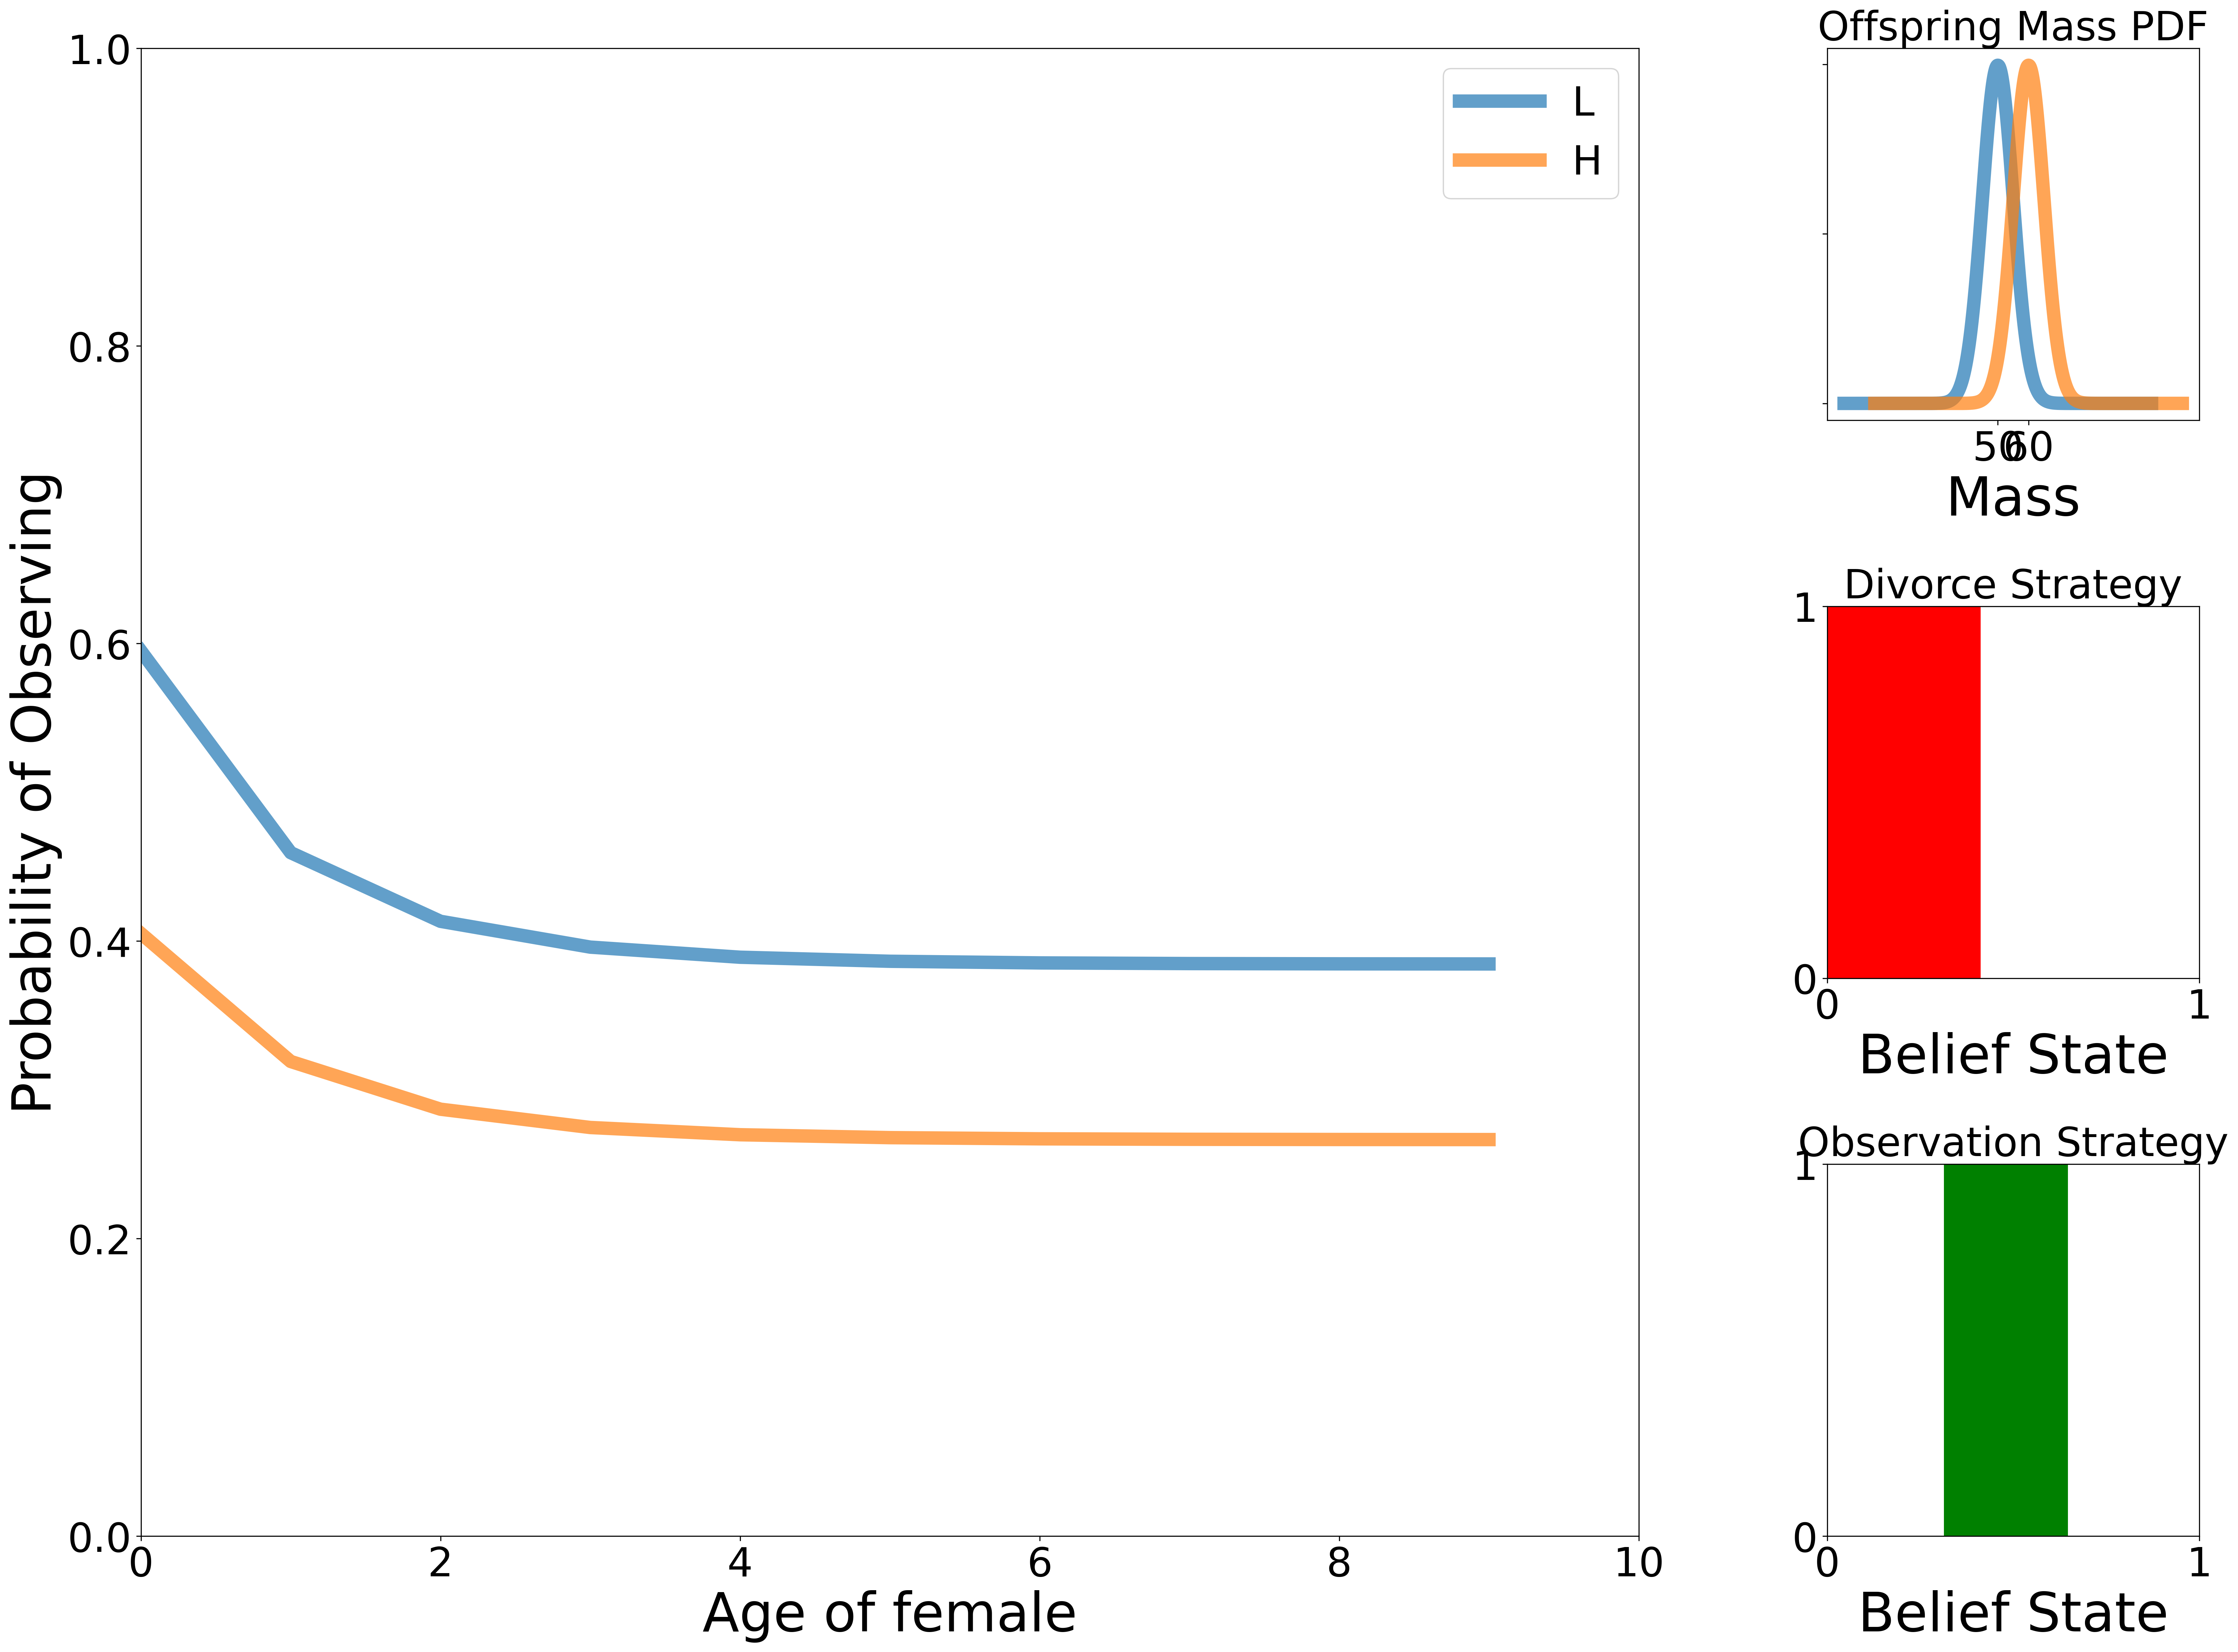 Probability of Observing
1.0
0.8
0.6
0.4
0.2
0.0
0 2 4 6 8 10
Age of female
L
H
Offspring Mass PDF
50 60
Mass
Divorce Strategy
1
0
0 1
Belief State
Observation Strategy
1
0
0 1
Belief State